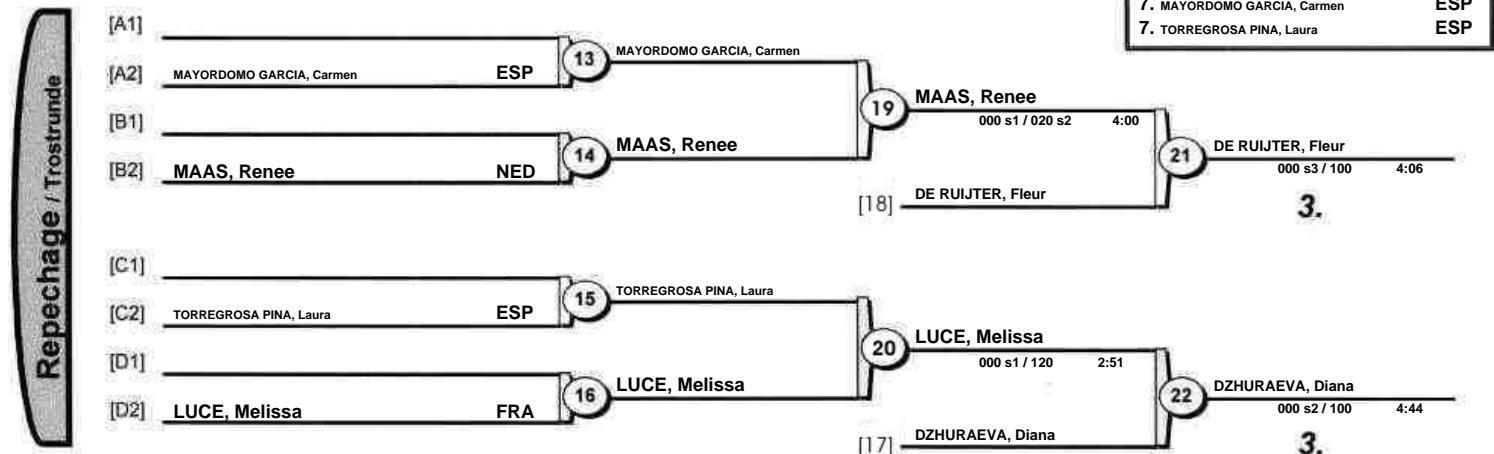 7. MAYORDOMO GARCIA, Carmen ESP
7. TORREGROSA PINA, Laura ESP
Repechage / Trostrunde
[A1]
[A2] MAYORDOMO GARCIA, Carmen ESP
13 MAYORDOMO GARCIA, Carmen
[B1]
[B2] MAAS, Renee NED
14 MAAS, Renee
19 MAAS, Renee
000 s1 / 020 s2 4:00
[18] DE RUIJTER, Fleur
21 DE RUIJTER, Fleur
000 s3 / 100 4:06
3.
[C1]
[C2] TORREGROSA PINA, Laura ESP
15 TORREGROSA PINA, Laura
[D1]
[D2] LUCE, Melissa FRA
16 LUCE, Melissa
20 LUCE, Melissa
000 s1 / 120 2:51
[17] DZHURAEVA, Diana
22 DZHURAEVA, Diana
000 s2 / 100 4:44
3.